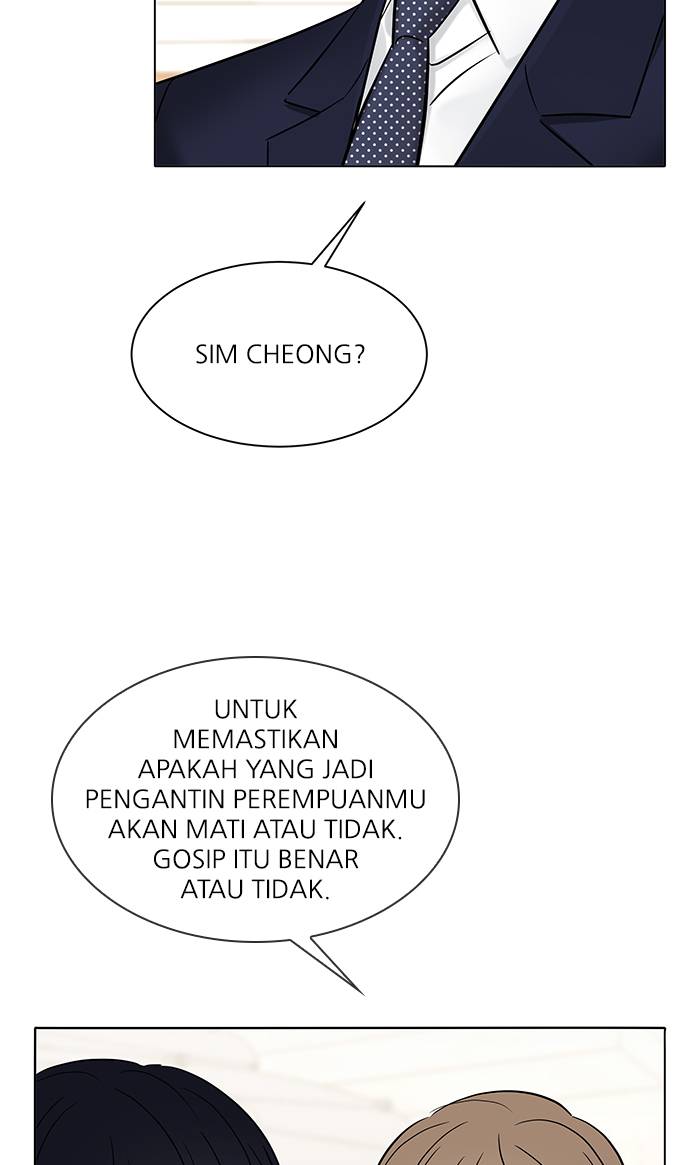 SIM CHEONG?
UNTUK
MEMASTIKAN
APAKAH YANG JADI
PENGANTIN PEREMPUANMU
AKAN MATI ATAU TIDAK.
GOSIP ITU BENAR
ATAU TIDAK.